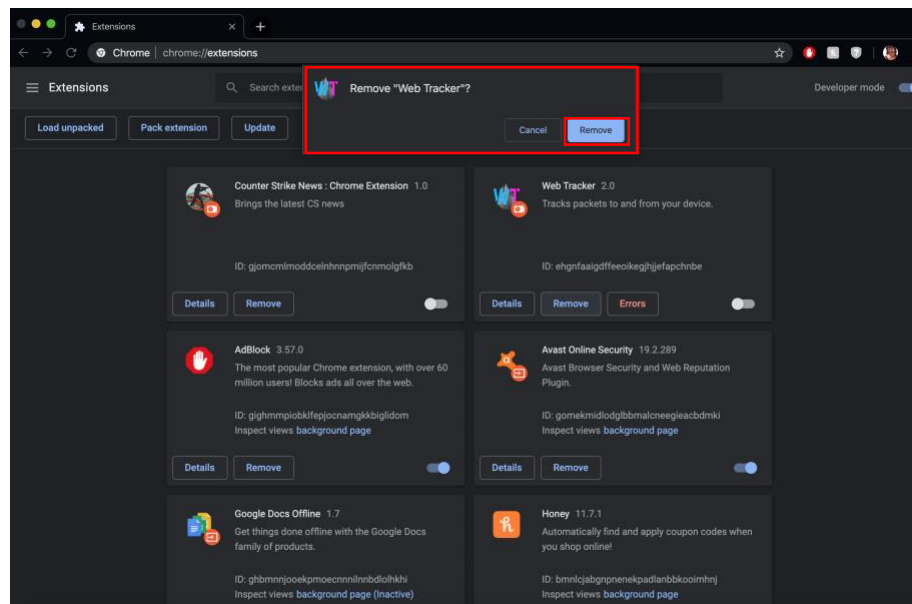 Extensions
Chrome | chrome://extensions
Extensions
Search exte
Remove "Web Tracker"?
Developer mode
Load unpacked
Pack extension
Update
Cancel
Remove
Counter Strike News : Chrome Extension 1.0
Brings the latest CS news
ID: gjomcmlmoddcelnhnnpmijfcnmolgfkb
Details
Remove
Web Tracker 2.0
Tracks packets to and from your device.
ID: ehgnfaaigdffeeoikegjhjjefapchnbe
Details
Remove
Errors
AdBlock 3.57.0
The most popular Chrome extension, with over 60
million users! Blocks ads all over the web.
ID: gighmmpiobklfepjocnamgkkbiglidom
Inspect views background page
Details
Remove
Avast Online Security 19.2.289
Avast Browser Security and Web Reputation
Plugin.
ID: gomekmidlodglbbmalcneegieacbdmki
Inspect views background page
Details
Remove
Google Docs Offline 1.7
Get things done offline with the Google Docs
family of products.
ID: ghbmnnjooekpmoecnnnilnnbdlolhkhi
Inspect views background page (Inactive)
Honey 11.7.1
Automatically find and apply coupon codes when
you shop online!
ID: bmnlcjabgnpnenekpadlanbbkooimhnj
Inspect views background page